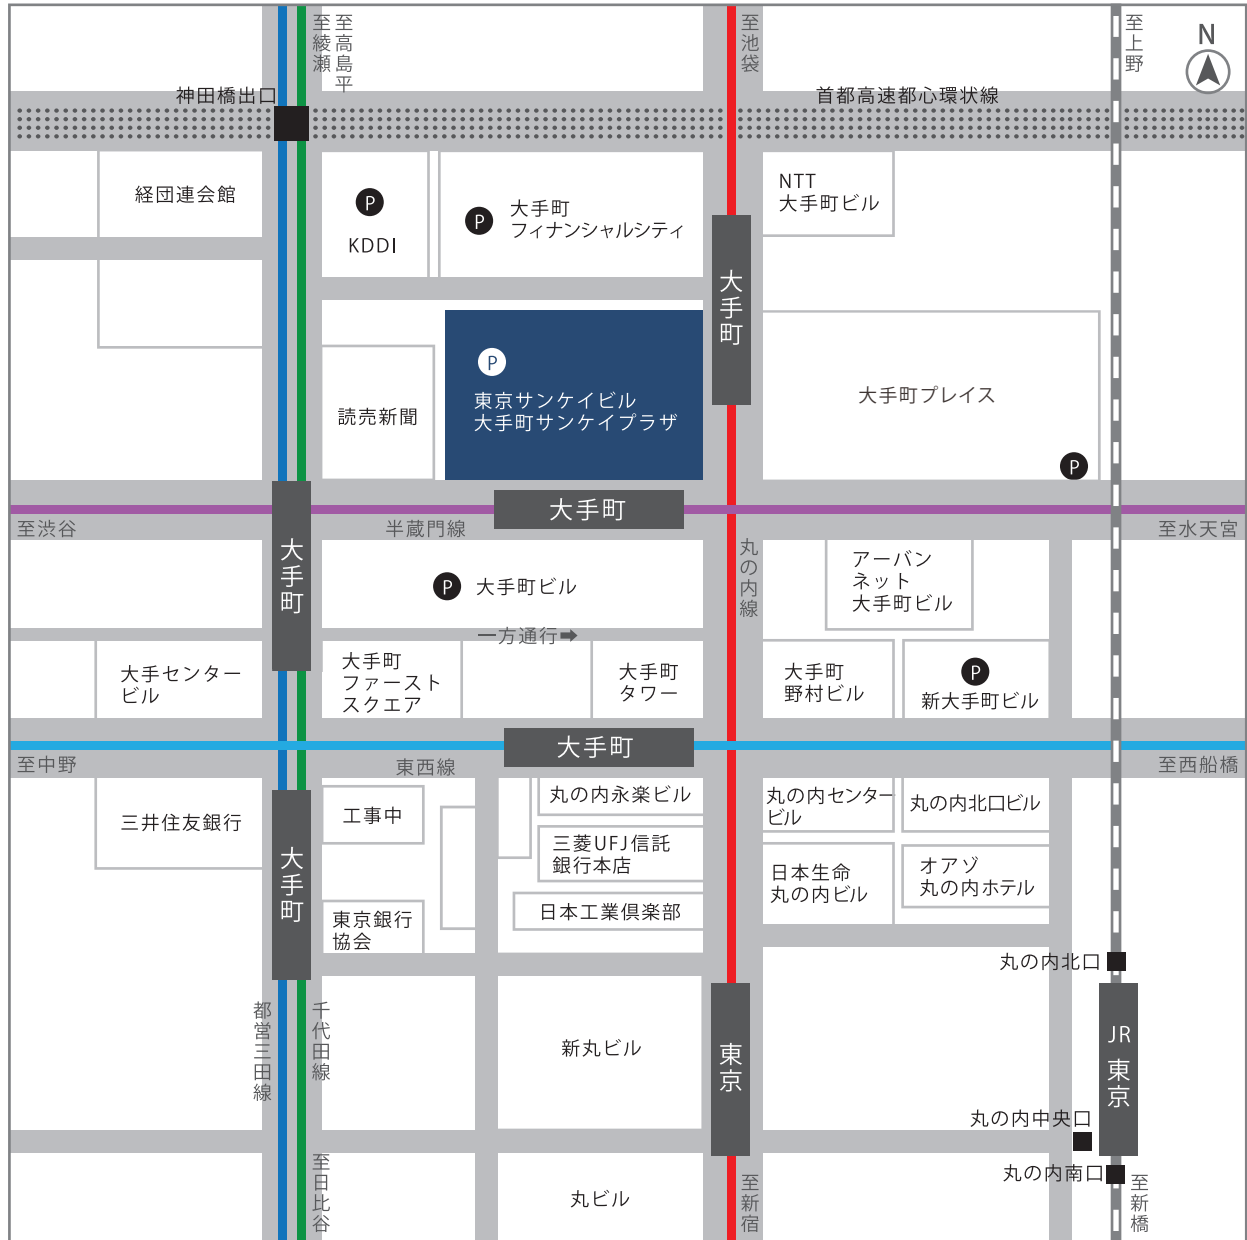 至綾瀬
至高島平
至池袋
至上野
N
神田橋出口
首都高速都心環状線
経団連会館
P
KDDI
P
大手町
フィナンシャルシティ
NTT
大手町ビル
大手町
P
東京サンケイビル
大手町サンケイプラザ
読売新聞
大手町プレイス
P
大手町
至渋谷
半蔵門線
至水天宮
大手町
丸の内線
P
大手町ビル
アーバン
ネット
大手町ビル
一方通行➡
大手センター
ビル
大手町
ファースト
スクエア
大手町
タワー
大手町
野村ビル
P
新大手町ビル
大手町
至中野
東西線
至西船橋
三井住友銀行
大手町
工事中
丸の内永楽ビル
丸の内センター
ビル
丸の内北口ビル
三菱UFJ信託
銀行本店
日本生命
丸の内ビル
オアゾ
丸の内ホテル
東京銀行
協会
日本工業倶楽部
丸の内北口
都営三田線
千代田線
新丸ビル
東京
JR
東京
丸の内中央口
丸の内南口
至日比谷
丸ビル
至新宿
至新橋